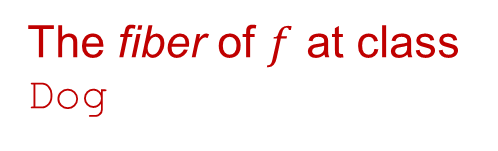 The fiber of f at class
Dog